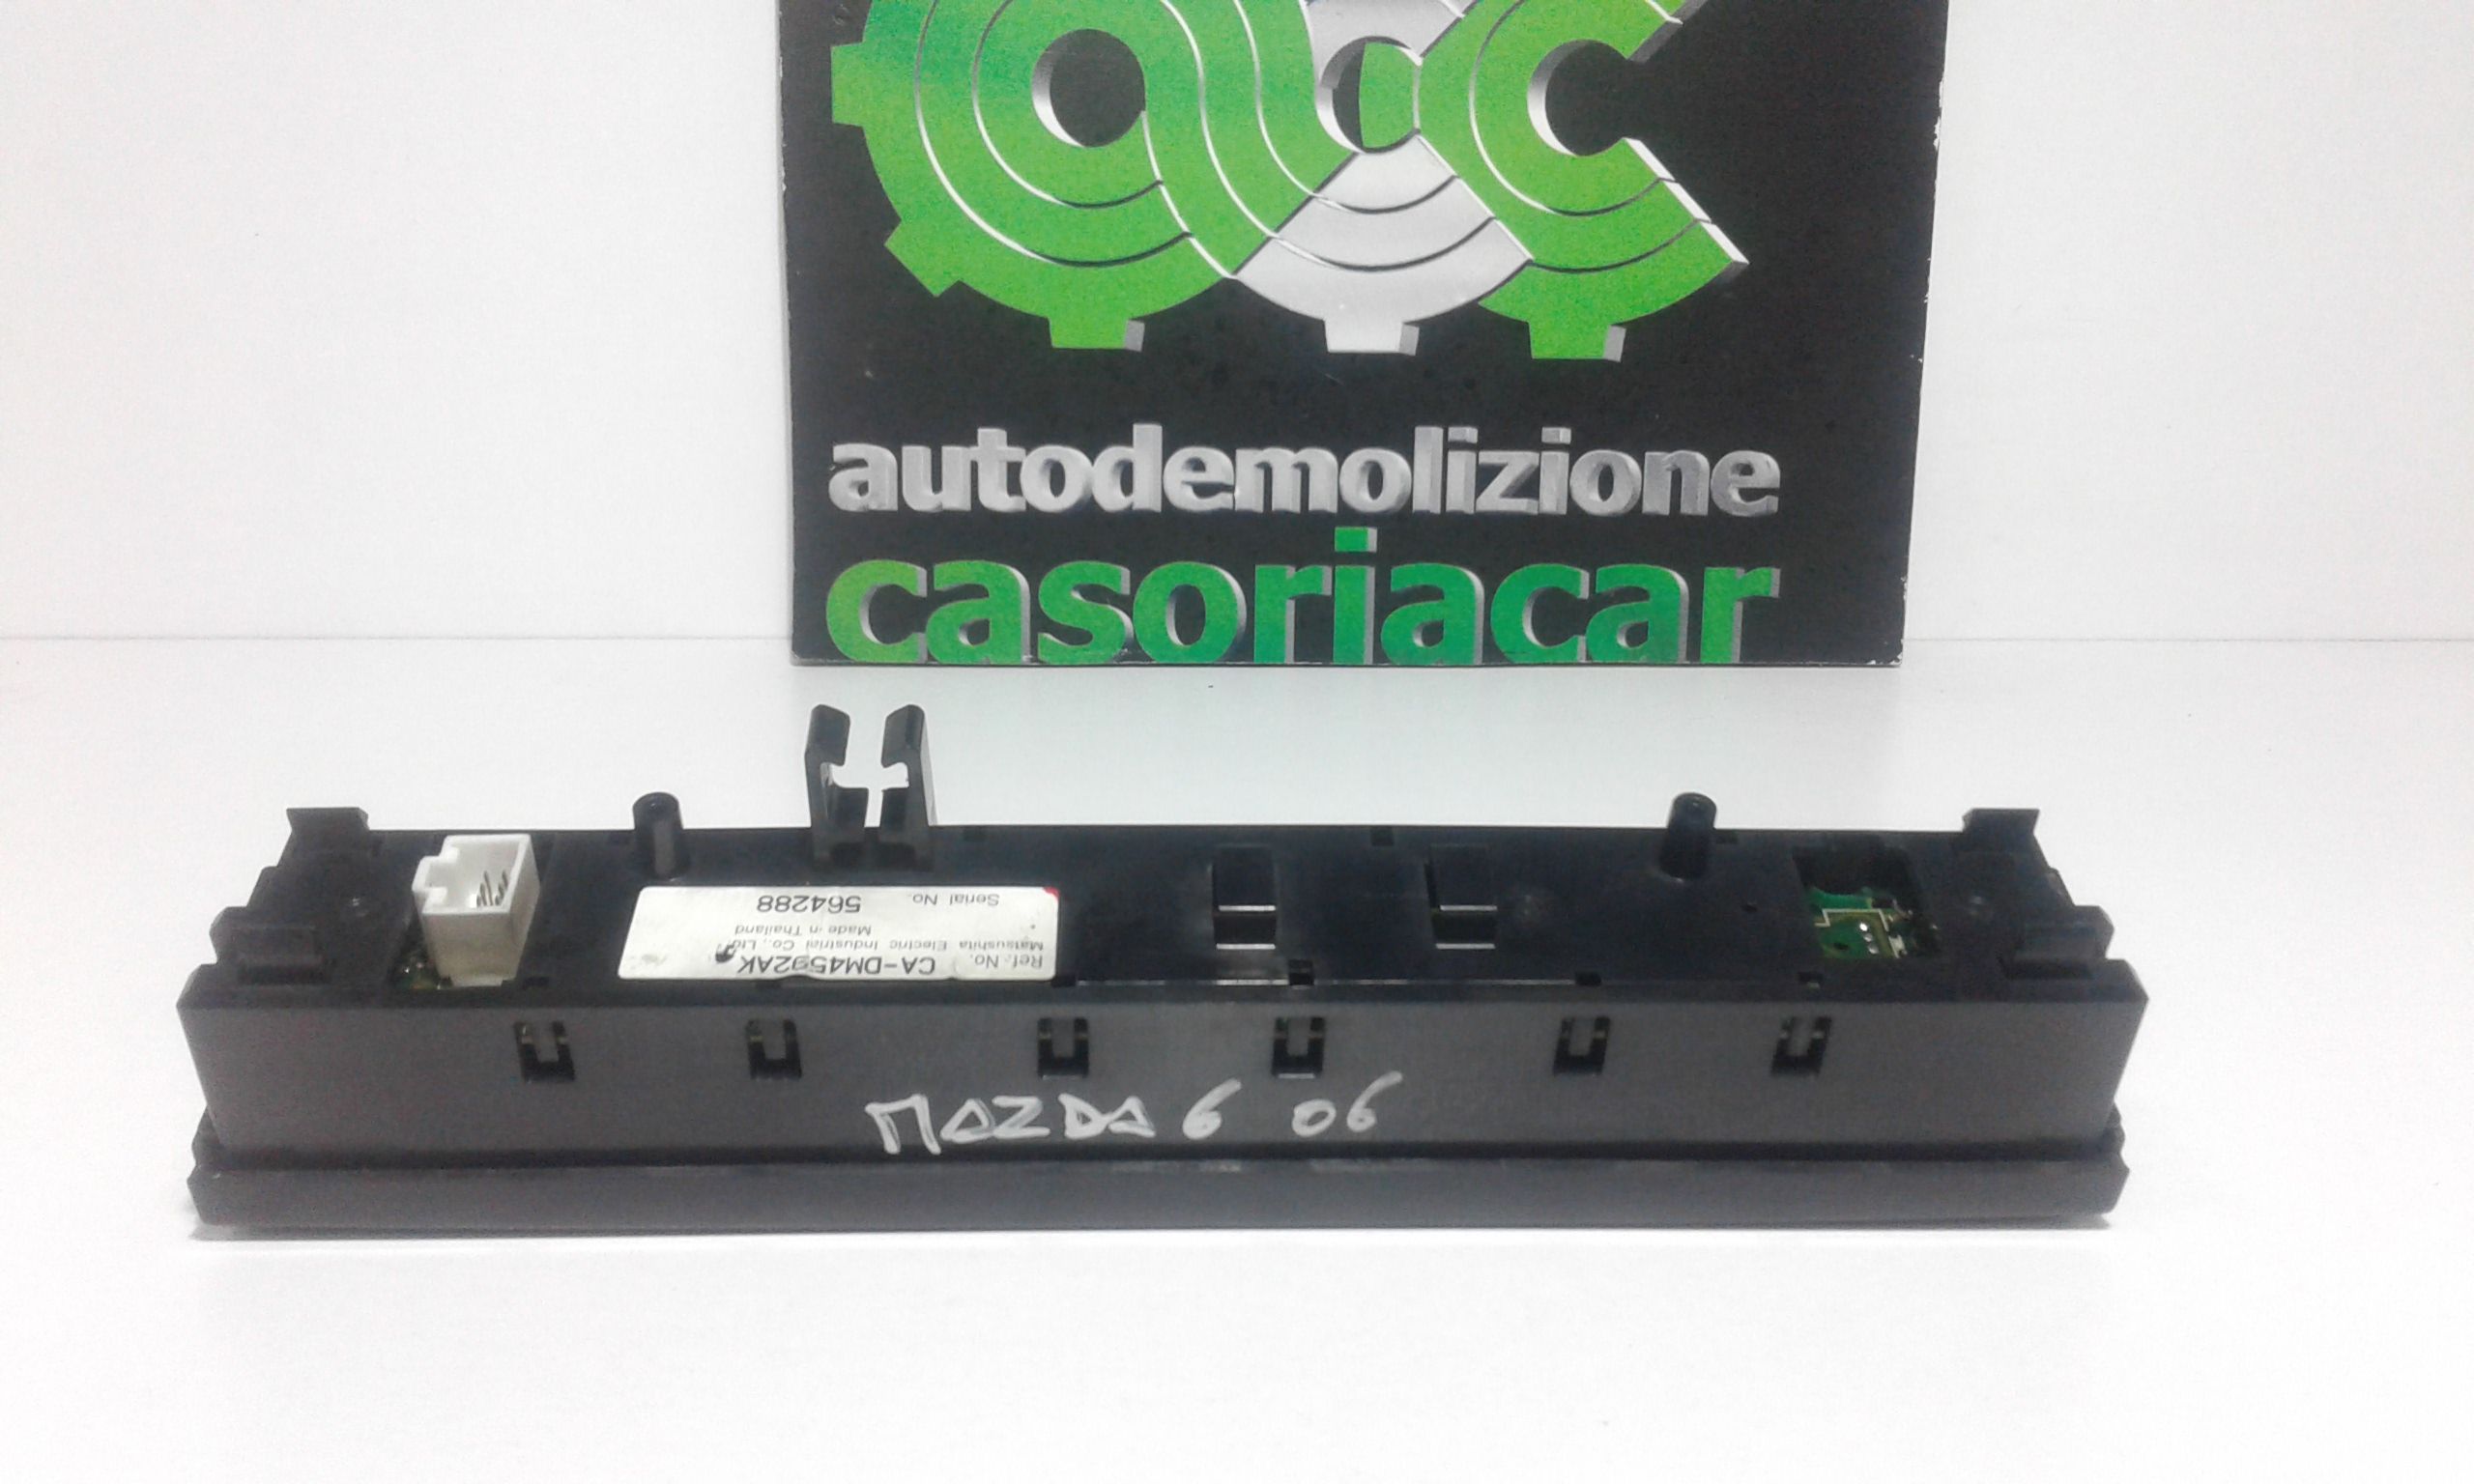 acc
autodemolizione
casoriacar
Ref. No. CA-DM4592AK
Matsushita Electric Industrial Co., Ltd.
Made in Thailand
Serial No. 564288
MAZDA 6 06